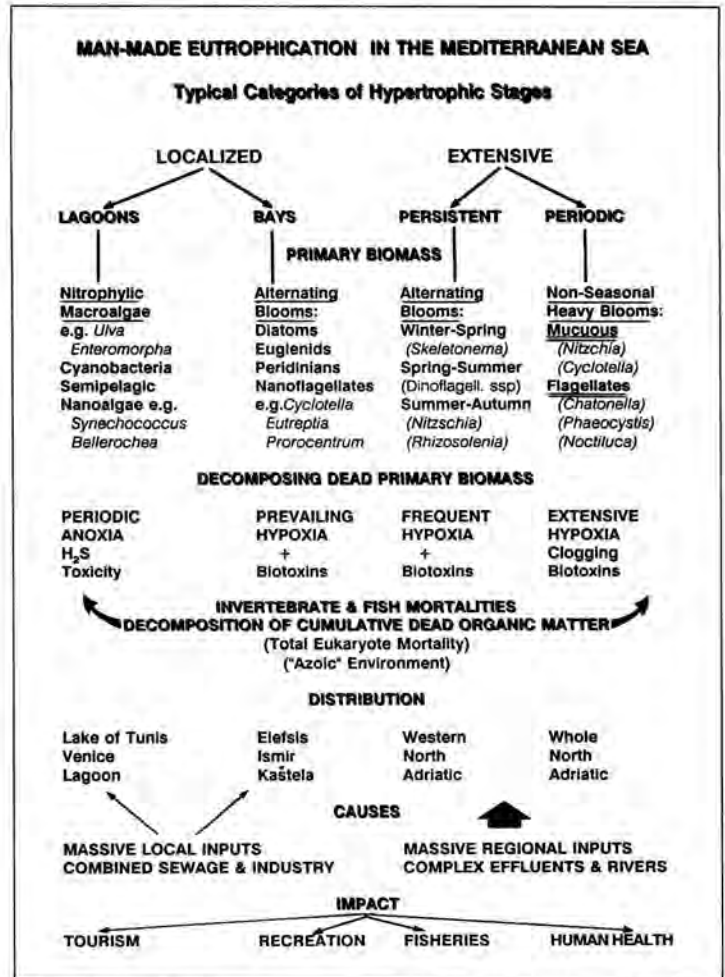 MAN-MADE EUTROPHICATION IN THE MEDITERRANEAN SEA
Typical Categories of Hypertrophic Stages
LOCALIZED EXTENSIVE
LAGOONS BAYS PERSISTENT PERIODIC
PRIMARY BIOMASS
Nitrophylic Alternating Alternating Non-Seasonal
Macroalgae Blooms: Blooms: Heavy Blooms:
e.g. Ulva Diatoms Winter-Spring Mucuous
Enteromorpha Euglenids (Skeletonema) (Nitzchia)
Cyanobacteria Peridinians Spring-Summer (Cyclotella)
Semipelagic Nanoflagellates (Dinoflagell. ssp) Flagellates
Nanoalgae e.g. e.g.Cyclotella Summer-Autumn (Chatonella)
Synechococcus Eutreptia (Nitzschia) (Phaeocystis)
Bellerochea Prorocentrum (Rhizosolenia) (Noctiluca)
DECOMPOSING DEAD PRIMARY BIOMASS
PERIODIC PREVAILING FREQUENT EXTENSIVE
ANOXIA HYPOXIA HYPOXIA HYPOXIA
H₂S + + Clogging
Toxicity Biotoxins Biotoxins Biotoxins
INVERTEBRATE & FISH MORTALITIES
DECOMPOSITION OF CUMULATIVE DEAD ORGANIC MATTER
(Total Eukaryote Mortality)
("Azoic" Environment)
DISTRIBUTION
Lake of Tunis Elefsis Western Whole
Venice Ismir North North
Lagoon Kaštela Adriatic Adriatic
CAUSES
MASSIVE LOCAL INPUTS MASSIVE REGIONAL INPUTS
COMBINED SEWAGE & INDUSTRY COMPLEX EFFLUENTS & RIVERS
IMPACT
TOURISM RECREATION FISHERIES HUMAN HEALTH